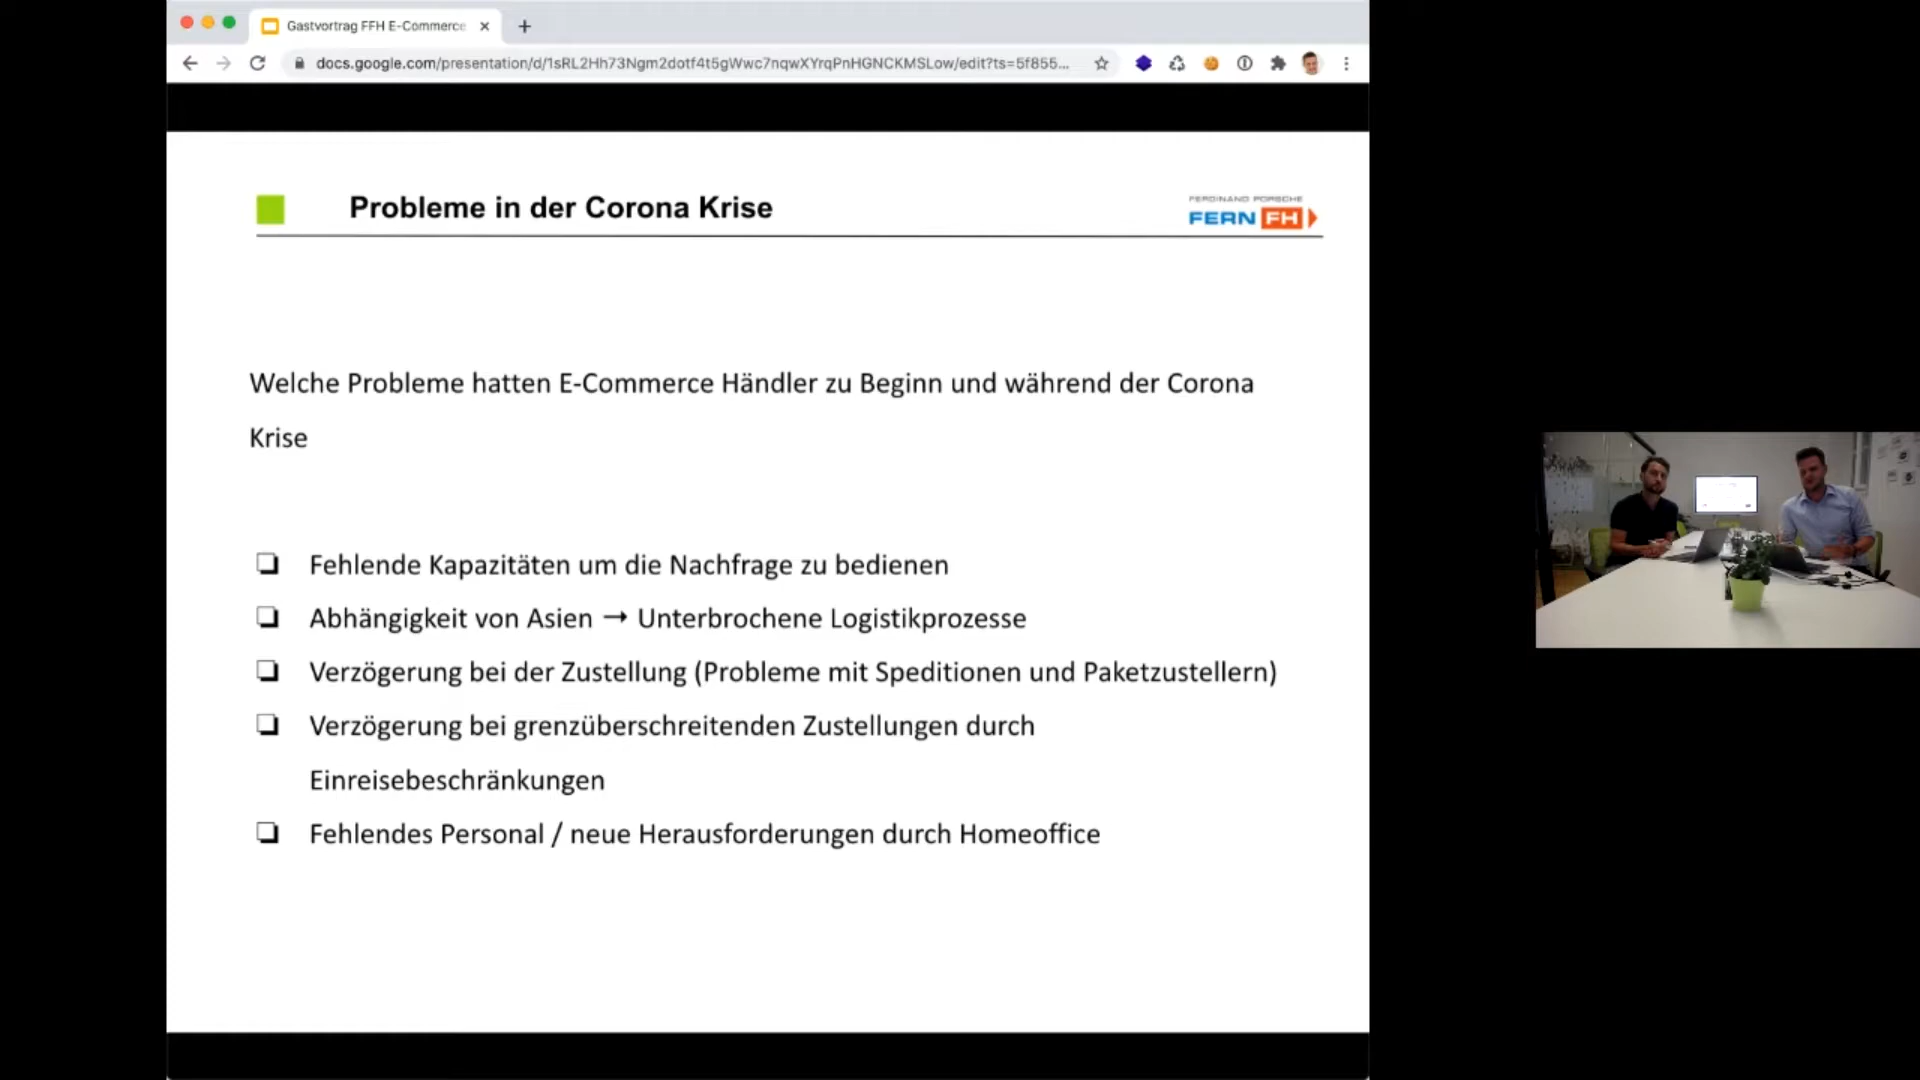 Gastvortrag FFH E-Commerce
docs.google.com/presentation/d/1sRL2Hh73Ngm2dotf4t5gWwc7nqwXYrqPnHGNCKMSLow/edit?ts=5f855...
Probleme in der Corona Krise
FERDINAND PORSCHE
FERN FH
Welche Probleme hatten E-Commerce Händler zu Beginn und während der Corona
Krise
Fehlende Kapazitäten um die Nachfrage zu bedienen
Abhängigkeit von Asien → Unterbrochene Logistikprozesse
Verzögerung bei der Zustellung (Probleme mit Speditionen und Paketzustellern)
Verzögerung bei grenzüberschreitenden Zustellungen durch
Einreisebeschränkungen
Fehlendes Personal / neue Herausforderungen durch Homeoffice